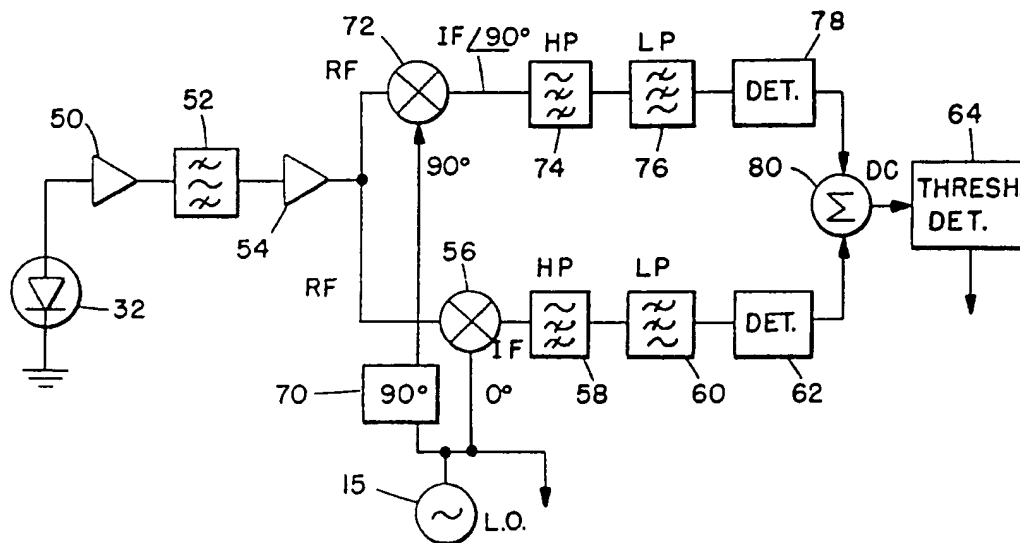 72
IF/90°
HP
LP
78
RF
50
52
DET.
64
90°
74
76
80
DC
THRESH
DET.
Σ
54
56
HP
LP
RF
32
IF
DET.
70
90°
0°
58
60
62
15
L.O.